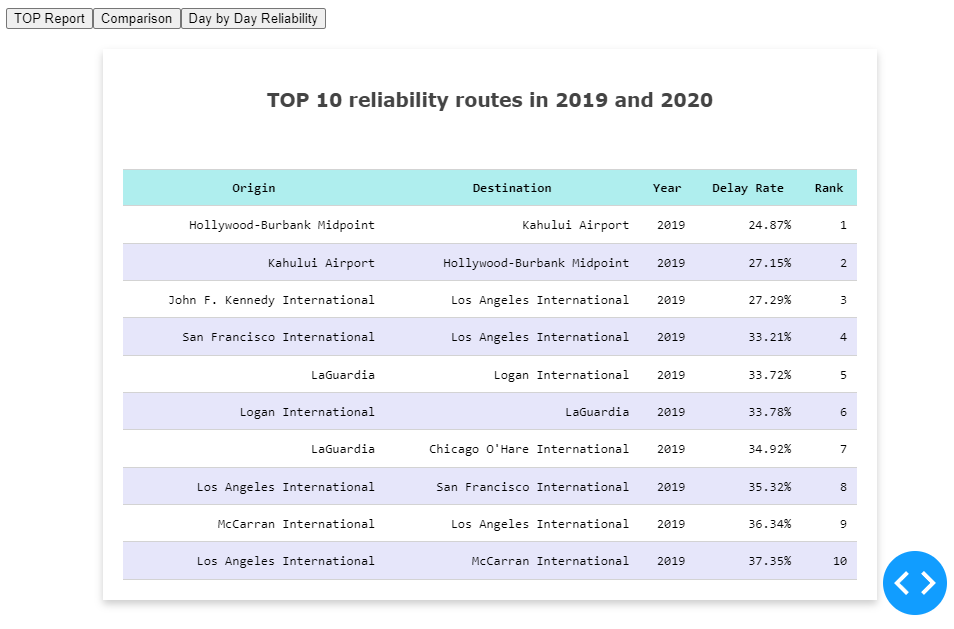 TOP Report Comparison Day by Day Reliability
TOP 10 reliability routes in 2019 and 2020
Origin Destination Year Delay Rate Rank
Hollywood-Burbank Midpoint Kahului Airport 2019 24.87% 1
Kahului Airport Hollywood-Burbank Midpoint 2019 27.15% 2
John F. Kennedy International Los Angeles International 2019 27.29% 3
San Francisco International Los Angeles International 2019 33.21% 4
LaGuardia Logan International 2019 33.72% 5
Logan International LaGuardia 2019 33.78% 6
LaGuardia Chicago O'Hare International 2019 34.92% 7
Los Angeles International San Francisco International 2019 35.32% 8
McCarran International Los Angeles International 2019 36.34% 9
Los Angeles International McCarran International 2019 37.35% 10